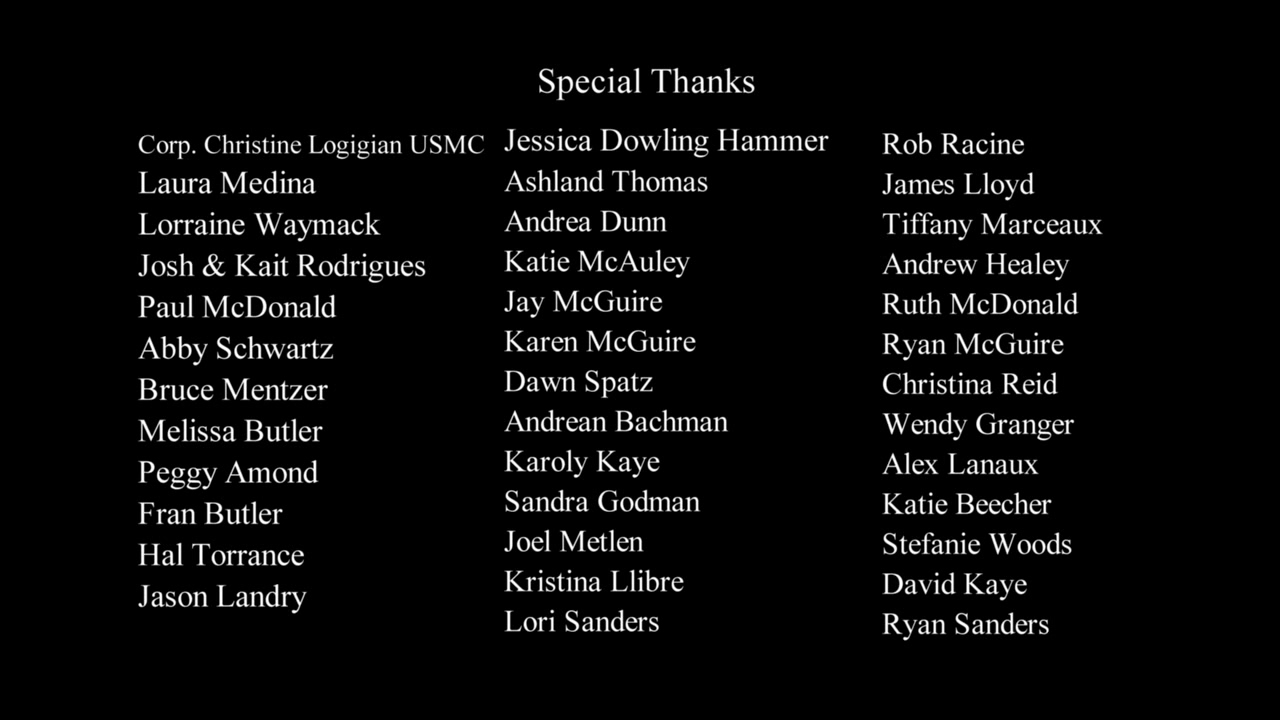 Special Thanks
Corp. Christine Logigian USMC
Laura Medina
Lorraine Waymack
Josh & Kait Rodrigues
Paul McDonald
Abby Schwartz
Bruce Mentzer
Melissa Butler
Peggy Amond
Fran Butler
Hal Torrance
Jason Landry
Jessica Dowling Hammer
Ashland Thomas
Andrea Dunn
Katie McAuley
Jay McGuire
Karen McGuire
Dawn Spatz
Andrean Bachman
Karoly Kaye
Sandra Godman
Joel Metlen
Kristina Llibre
Lori Sanders
Rob Racine
James Lloyd
Tiffany Marceaux
Andrew Healey
Ruth McDonald
Ryan McGuire
Christina Reid
Wendy Granger
Alex Lanaux
Katie Beecher
Stefanie Woods
David Kaye
Ryan Sanders